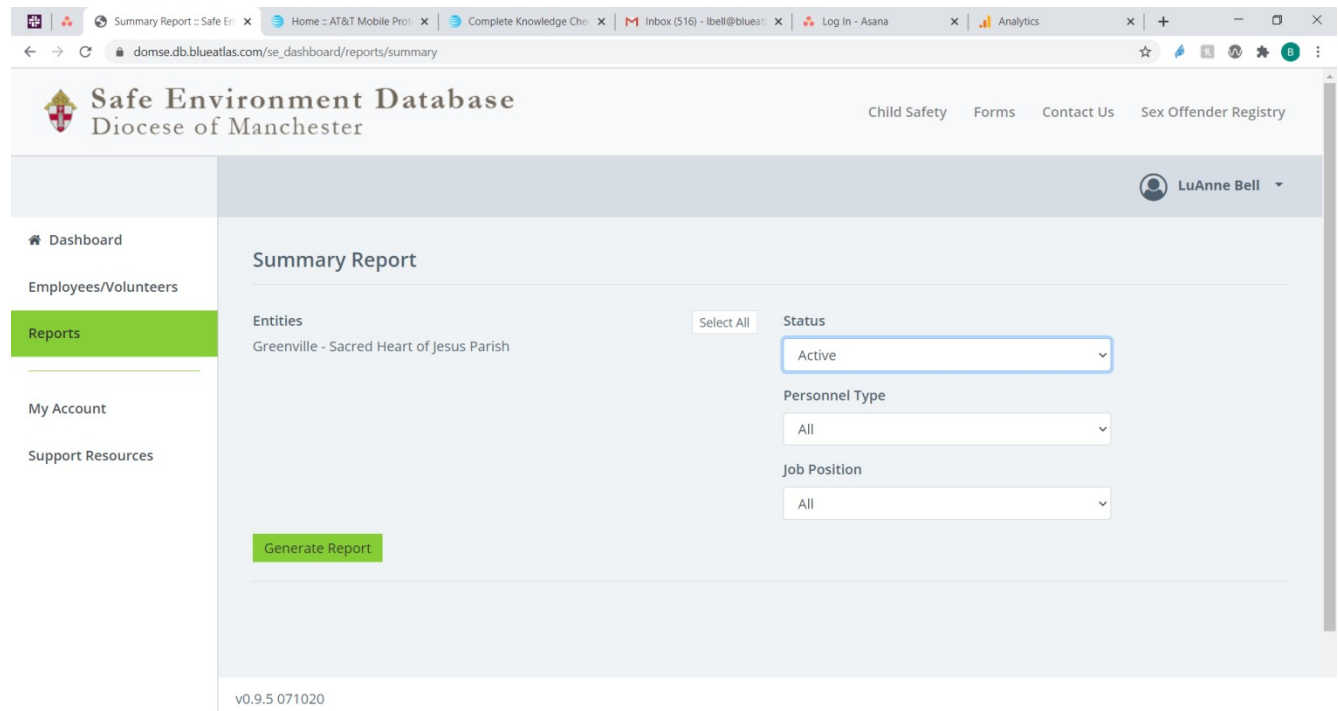 Summary Report :: Safe En
Home :: AT&T Mobile Prot
Complete Knowledge Chec
Inbox (516) - lbell@blueatl
Log In - Asana
Analytics
domse.db.blueatlas.com/se_dashboard/reports/summary
B
Safe Environment Database
Diocese of Manchester
Child Safety Forms Contact Us Sex Offender Registry
LuAnne Bell
Dashboard
Employees/Volunteers
Reports
My Account
Support Resources
Summary Report
Entities
Select All
Greenville - Sacred Heart of Jesus Parish
Status
Active
Personnel Type
All
Job Position
All
Generate Report
v0.9.5 071020